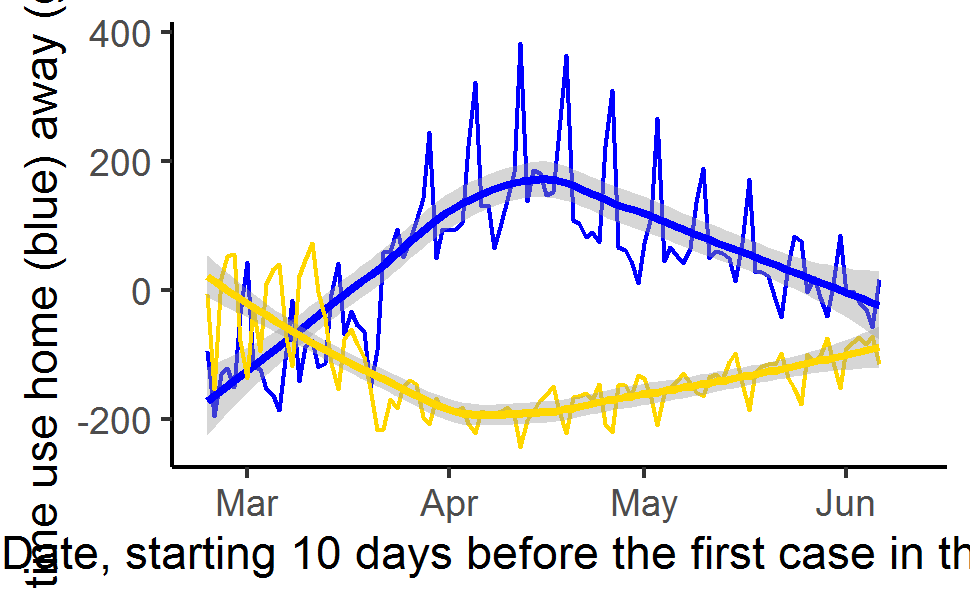 time use home (blue) away (g
400
200
0
-200
Mar Apr May Jun
Date, starting 10 days before the first case in th